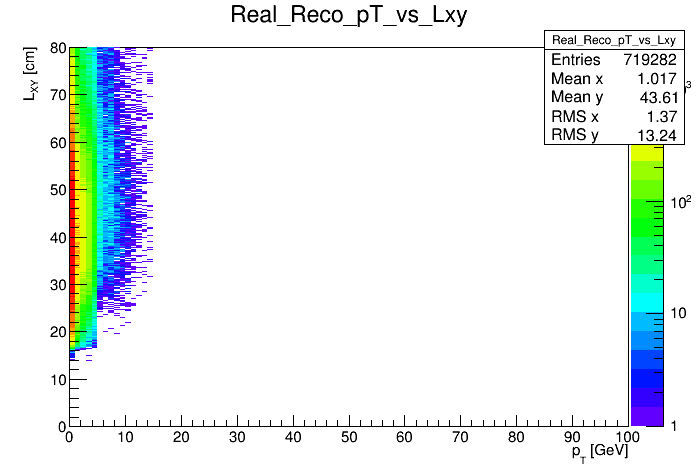 Real_Reco_pT_vs_Lxy
Real_Reco_pT_vs_Lxy
Entries 719282
Mean x 1.017
Mean y 43.61
RMS x 1.37
RMS y 13.24
L_XY [cm]
80
70
60
50
40
30
20
10
0
0 10 20 30 40 50 60 70 80 90 100
p_T [GeV]
3
10²
10
1